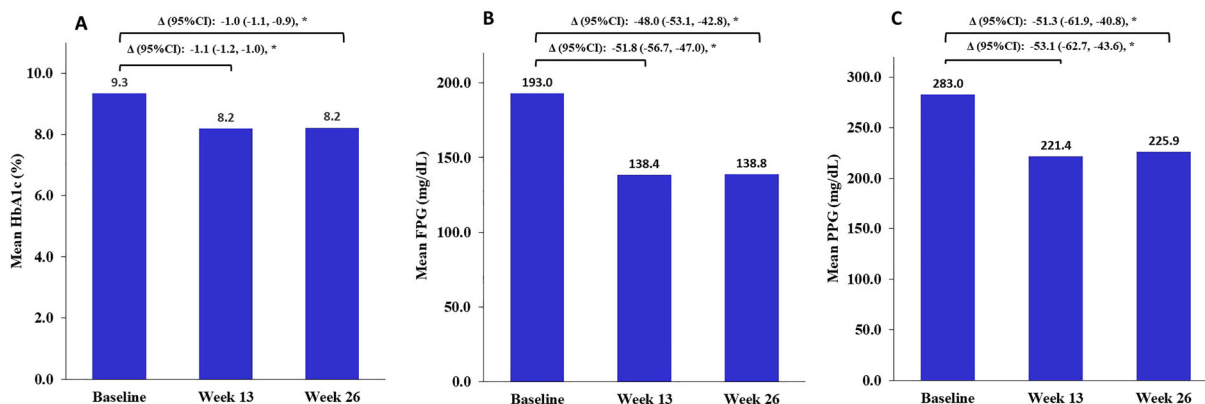 A
Δ (95%CI): -1.0 (-1.1, -0.9), *
Δ (95%CI): -1.1 (-1.2, -1.0), *
Mean HbA1c (%)
10.0
8.0
6.0
4.0
2.0
0.0
9.3
8.2
8.2
Baseline Week 13 Week 26
B
Δ (95%CI): -48.0 (-53.1, -42.8), *
Δ (95%CI): -51.8 (-56.7, -47.0), *
Mean FPG (mg/dL)
200.0
150.0
100.0
50.0
0.0
193.0
138.4
138.8
Baseline Week 13 Week 26
C
Δ (95%CI): -51.3 (-61.9, -40.8), *
Δ (95%CI): -53.1 (-62.7, -43.6), *
Mean PPG (mg/dL)
300.0
250.0
200.0
150.0
100.0
50.0
0.0
283.0
221.4
225.9
Baseline Week 13 Week 26